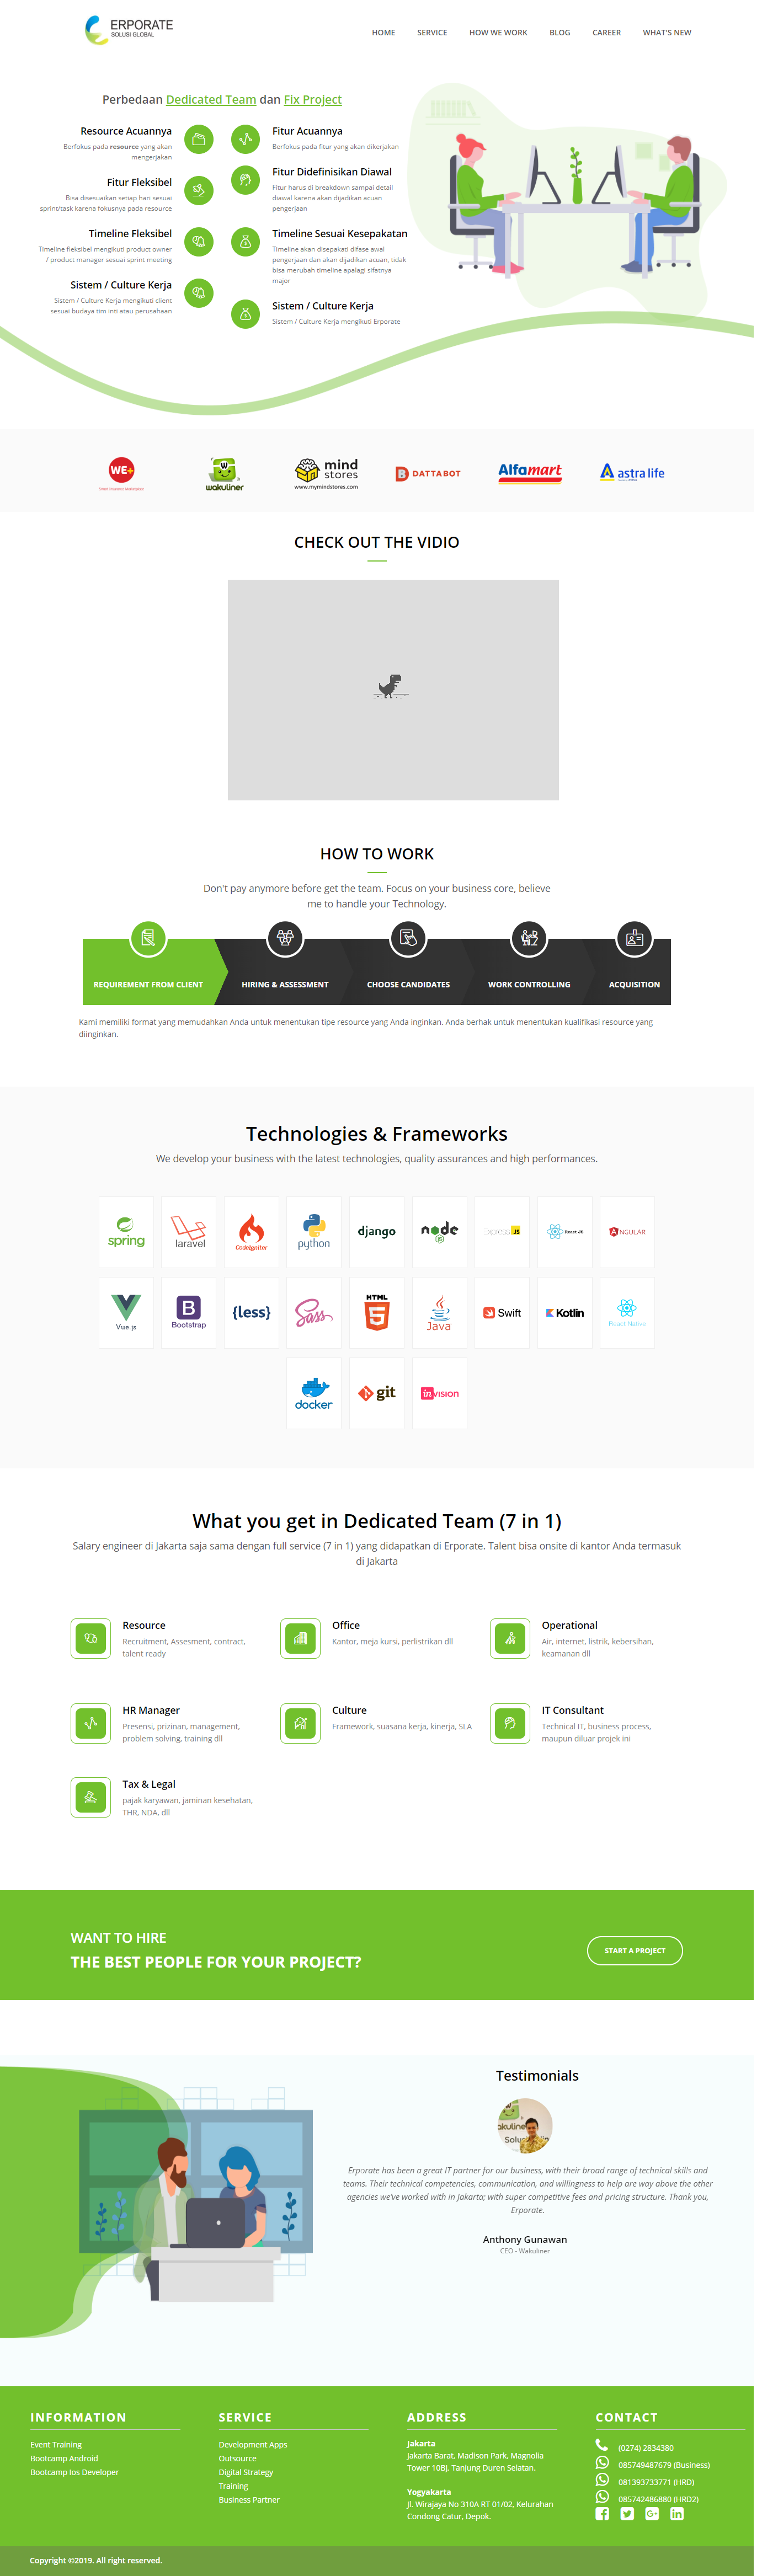 ERPORATE
SOLUSI GLOBAL
HOME SERVICE HOW WE WORK BLOG CAREER WHAT'S NEW
Perbedaan Dedicated Team dan Fix Project
Resource Acuannya
Berfokus pada resource yang akan
mengerjakan
Fitur Fleksibel
Bisa disesuaikan setiap hari sesuai
sprint/task karena fokusnya pada resource
Timeline Fleksibel
Timeline fleksibel mengikuti product owner
/ product manager sesuai sprint meeting
Sistem / Culture Kerja
Sistem / Culture Kerja mengikuti client
sesuai budaya tim inti atau perusahaan
Fitur Acuannya
Berfokus pada fitur yang akan dikerjakan
Fitur Didefinisikan Diawal
Fitur harus di breakdown sampai detail
diawal karena akan dijadikan acuan
pengerjaan
Timeline Sesuai Kesepakatan
Timeline akan disepakati difase awal
pengerjaan dan akan dijadikan acuan, tidak
bisa merubah timeline apalagi sifatnya
major
Sistem / Culture Kerja
Sistem / Culture Kerja mengikuti Erporate
WE+
wakuliner
mind
stores
www.mymindstores.com
DATTABOT
Alfamart
astra life
CHECK OUT THE VIDIO
HOW TO WORK
Don't pay anymore before get the team. Focus on your business core, believe
me to handle your Technology.
REQUIREMENT FROM CLIENT HIRING & ASSESSMENT CHOOSE CANDIDATES WORK CONTROLLING ACQUISITION
Kami memiliki format yang memudahkan Anda untuk menentukan tipe resource yang Anda inginkan. Anda berhak untuk menentukan kualifikasi resource yang
diinginkan.
Technologies & Frameworks
We develop your business with the latest technologies, quality assurances and high performances.
spring
laravel
CodeIgniter
python
django
node
JS
Express JS
React JS
ANGULAR
Vue.js
B
Bootstrap
{less}
Sass
HTML
5
Java
Swift
Kotlin
React Native
docker
git
invision
What you get in Dedicated Team (7 in 1)
Salary engineer di Jakarta saja sama dengan full service (7 in 1) yang didapatkan di Erporate. Talent bisa onsite di kantor Anda termasuk
di Jakarta
Resource
Recruitment, Assesment, contract,
talent ready
Office
Kantor, meja kursi, perlistrikan dll
Operational
Air, internet, listrik, kebersihan,
keamanan dll
HR Manager
Presensi, prizinan, management,
problem solving, training dll
Culture
Framework, suasana kerja, kinerja, SLA
IT Consultant
Technical IT, business process,
maupun diluar projek ini
Tax & Legal
pajak karyawan, jaminan kesehatan,
THR, NDA, dll
WANT TO HIRE
THE BEST PEOPLE FOR YOUR PROJECT?
START A PROJECT
Testimonials
Erporate has been a great IT partner for our business, with their broad range of technical skills and
teams. Their technical competencies, communication, and willingness to help are way above the other
agencies we've worked with in Jakarta; with super competitive fees and pricing structure. Thank you,
Erporate.
Anthony Gunawan
CEO - Wakuliner
INFORMATION
Event Training
Bootcamp Android
Bootcamp Ios Developer
SERVICE
Development Apps
Outsource
Digital Strategy
Training
Business Partner
ADDRESS
Jakarta
Jakarta Barat, Madison Park, Magnolia
Tower 10BJ, Tanjung Duren Selatan.
Yogyakarta
Jl. Wirajaya No 310A RT 01/02, Kelurahan
Condong Catur, Depok.
CONTACT
(0274) 2834380
085749487679 (Business)
081393733771 (HRD)
085742486880 (HRD2)
Copyright ©2019. All right reserved.